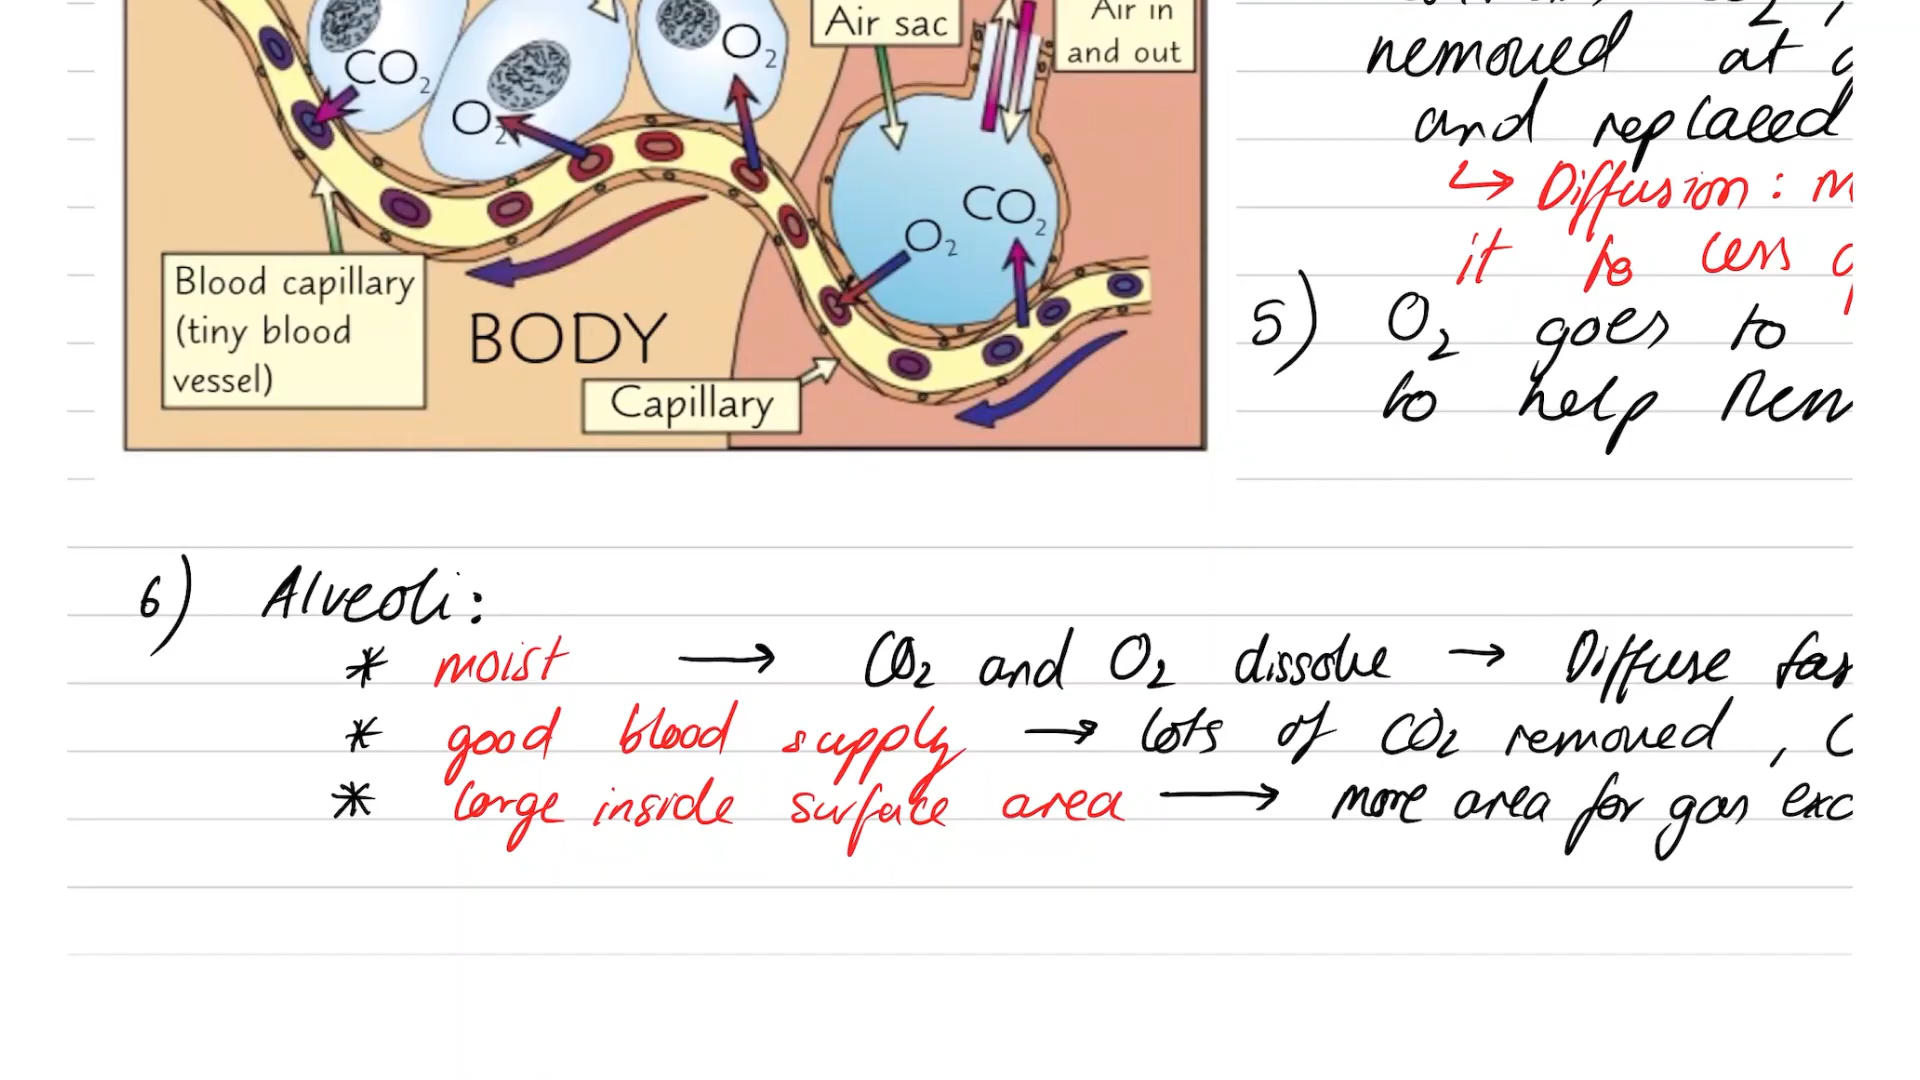 CO2
O2
O2
Air sac
Air in
and out
O2
CO2
Blood capillary
(tiny blood
vessel)
BODY
Capillary
removed at
and replaced
↳ Diffusion:
it to less
5) O2 goes to
to help
6) Alveoli:
* moist → CO2 and O2 dissolve → Diffuse
* good blood supply → lots of CO2 removed,
* large inside surface area → more area for gas